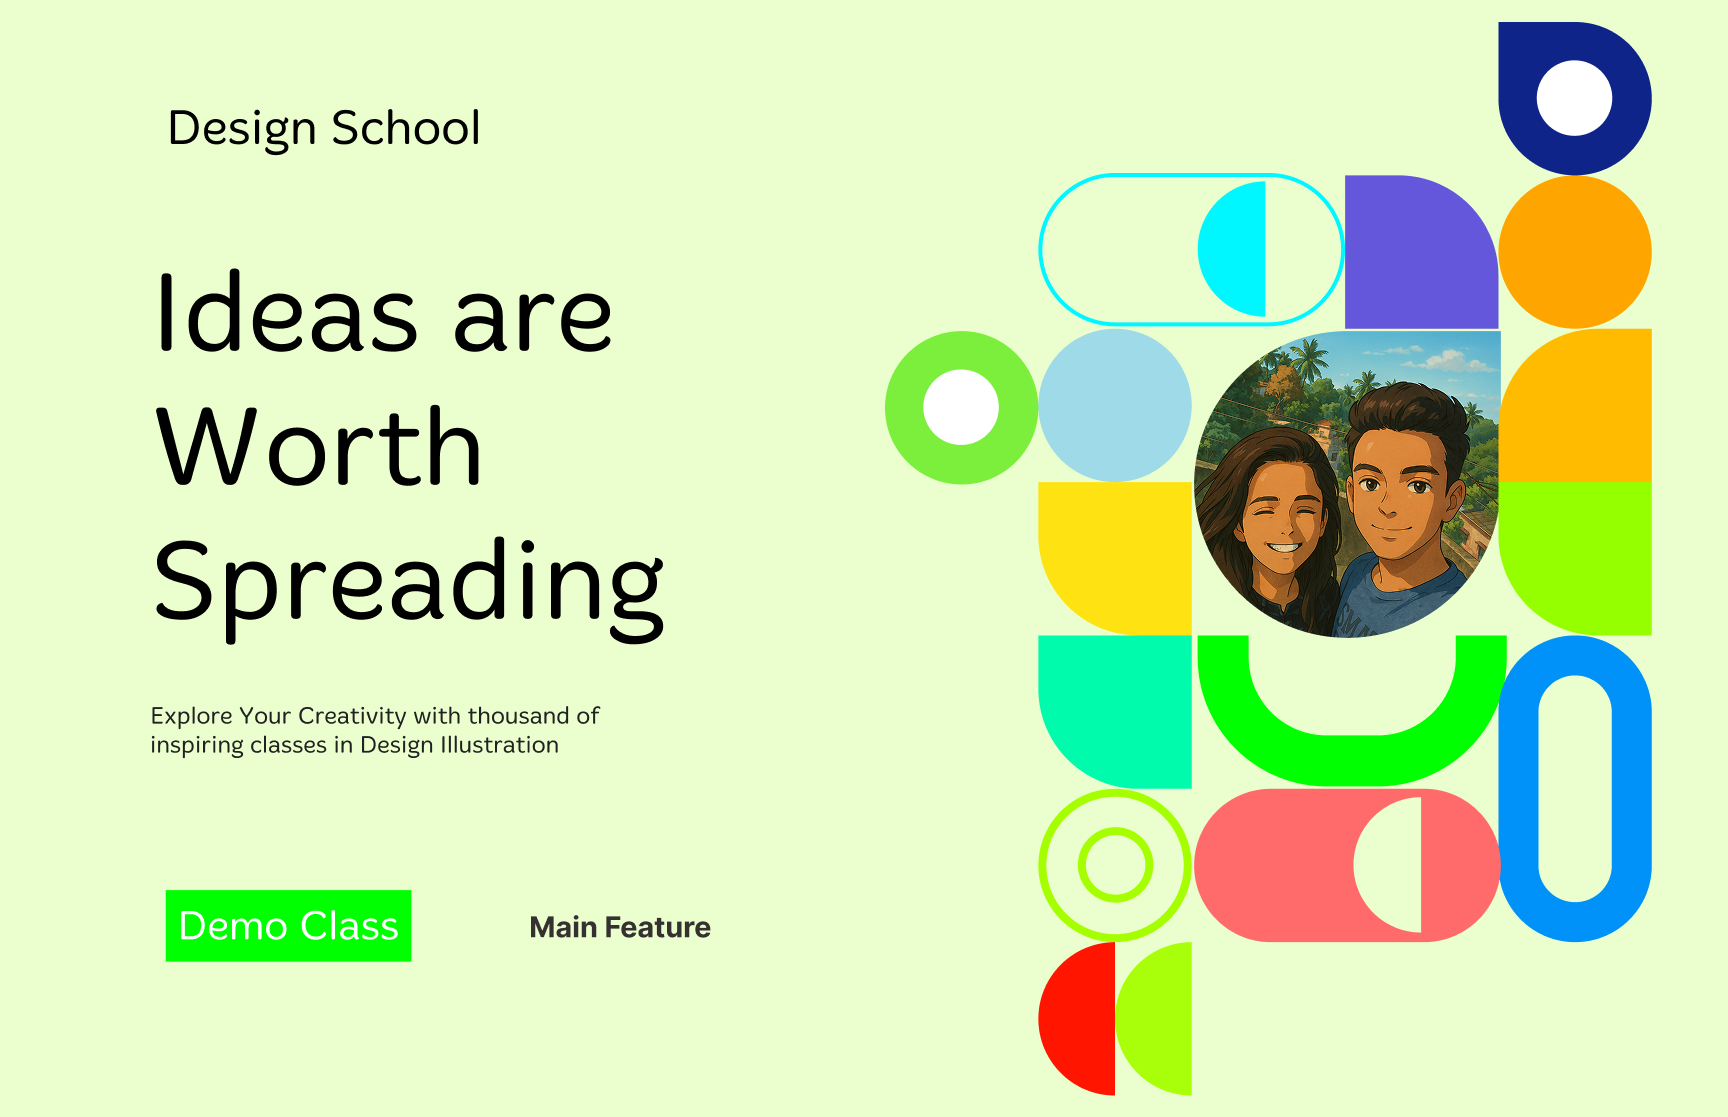 Design School
Ideas are
Worth
Spreading
Explore Your Creativity with thousand of
inspiring classes in Design Illustration
Demo Class
Main Feature